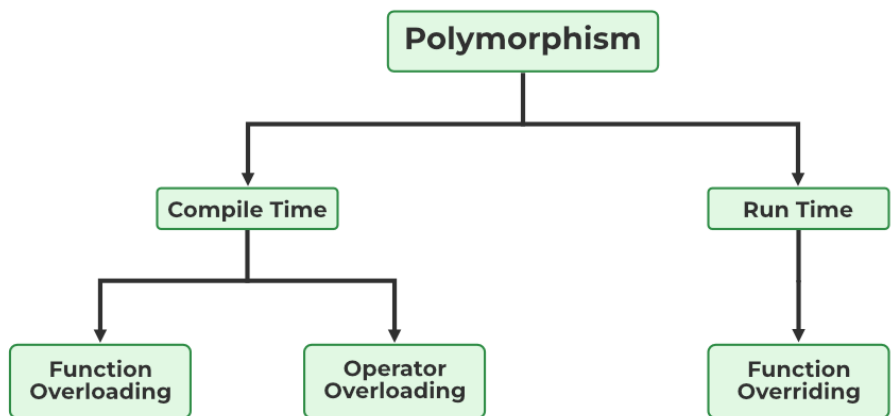 Polymorphism
Compile Time
Run Time
Function
Overloading
Operator
Overloading
Function
Overriding